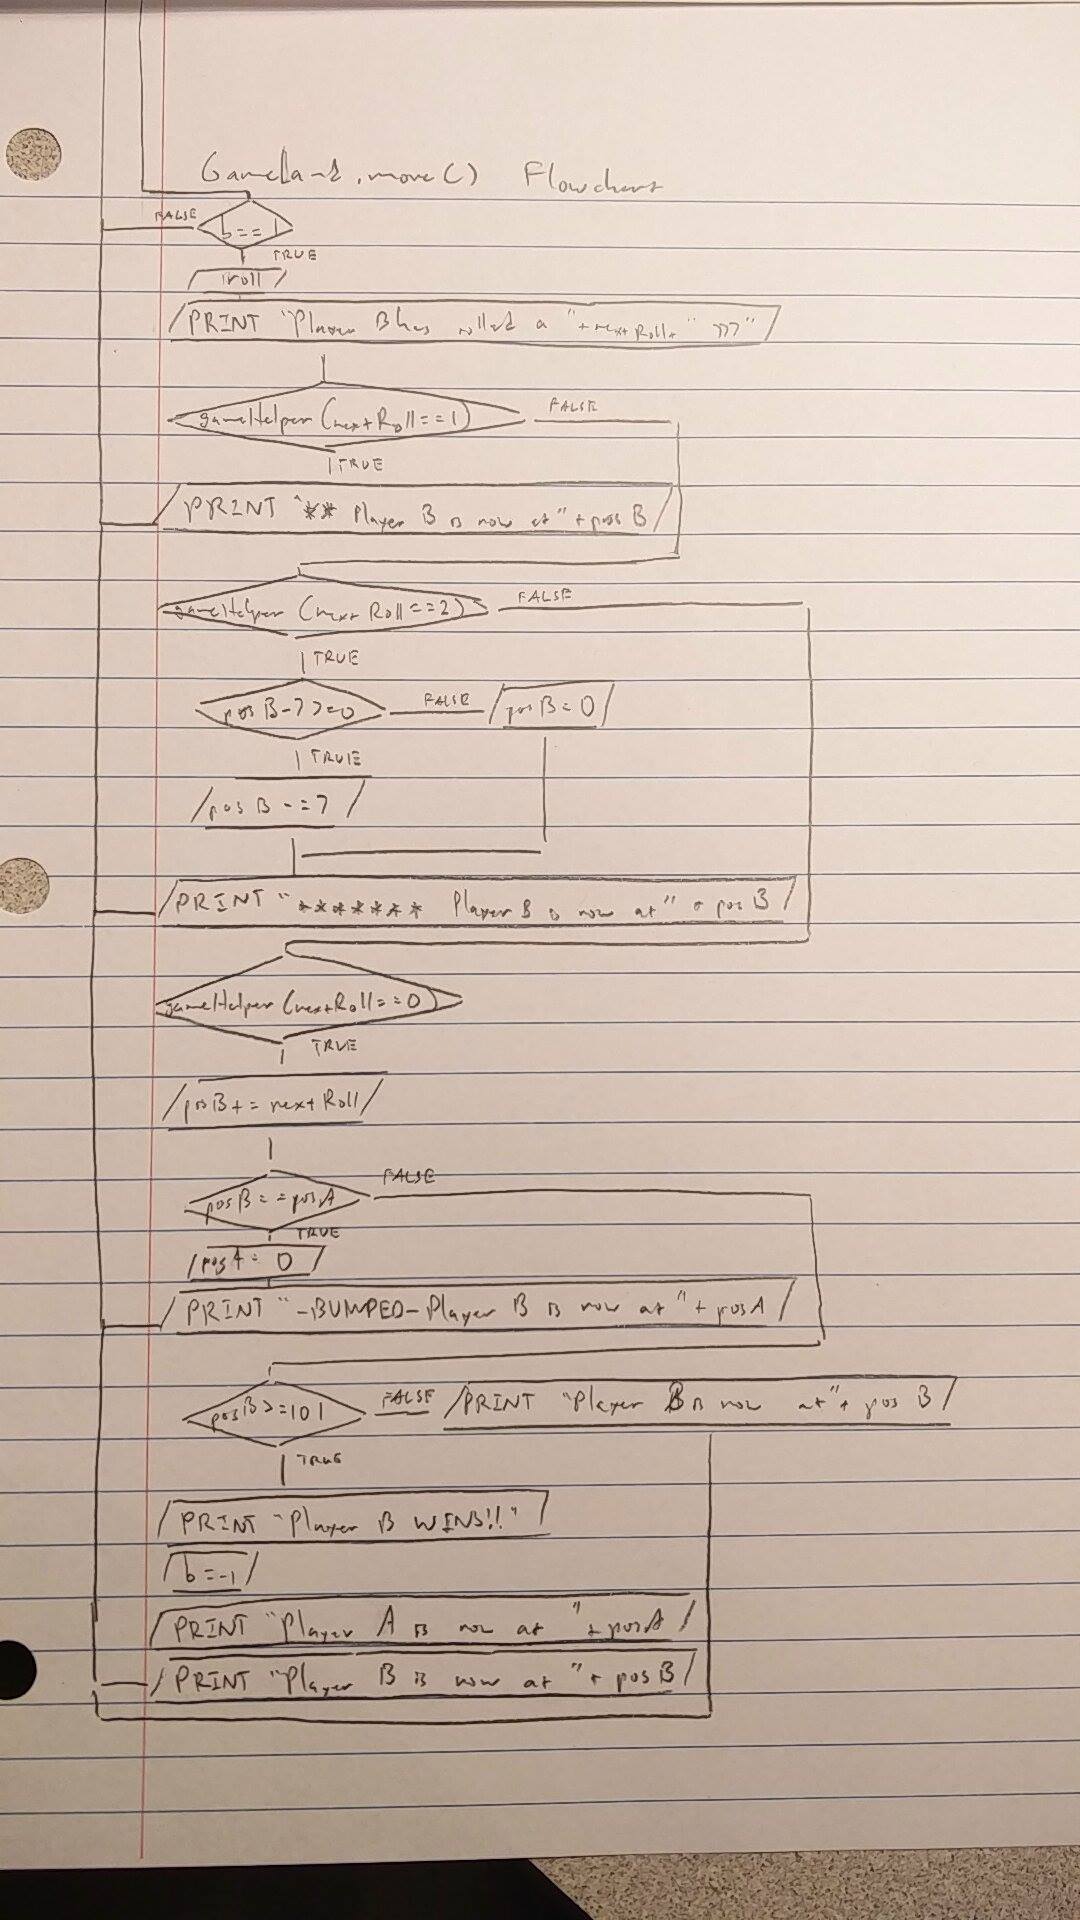 GameLand.move() Flowchart
FALSE b==1
TRUE
roll
PRINT "Player B has rolled a "+nextRoll+" ???"
gameHelper(nextRoll==1) FALSE
TRUE
PRINT "** Player B is now at"+posB
gameHelper(nextRoll==2) FALSE
TRUE
posB-7>=0 FALSE posB=0
TRUE
posB-=7
PRINT "******* Player B is now at"+posB
gameHelper(nextRoll==0)
TRUE
posB+=nextRoll
posB==posA FALSE
TRUE
posA=0
PRINT "-BUMPED-Player B is now at"+posA
posB>=101 FALSE PRINT "Player B is now at"+posB
TRUE
PRINT "Player B WINS!!"
b=-1
PRINT "Player A is now at "+posA
PRINT "Player B is now at "+posB